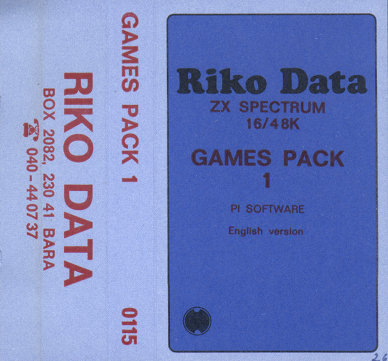 RIKO DATA
BOX 2082, 230 41 BARA
☎ 040-44 07 37
GAMES PACK 1
0115
Riko Data
ZX SPECTRUM
16/48K
GAMES PACK
1
PI SOFTWARE
English version